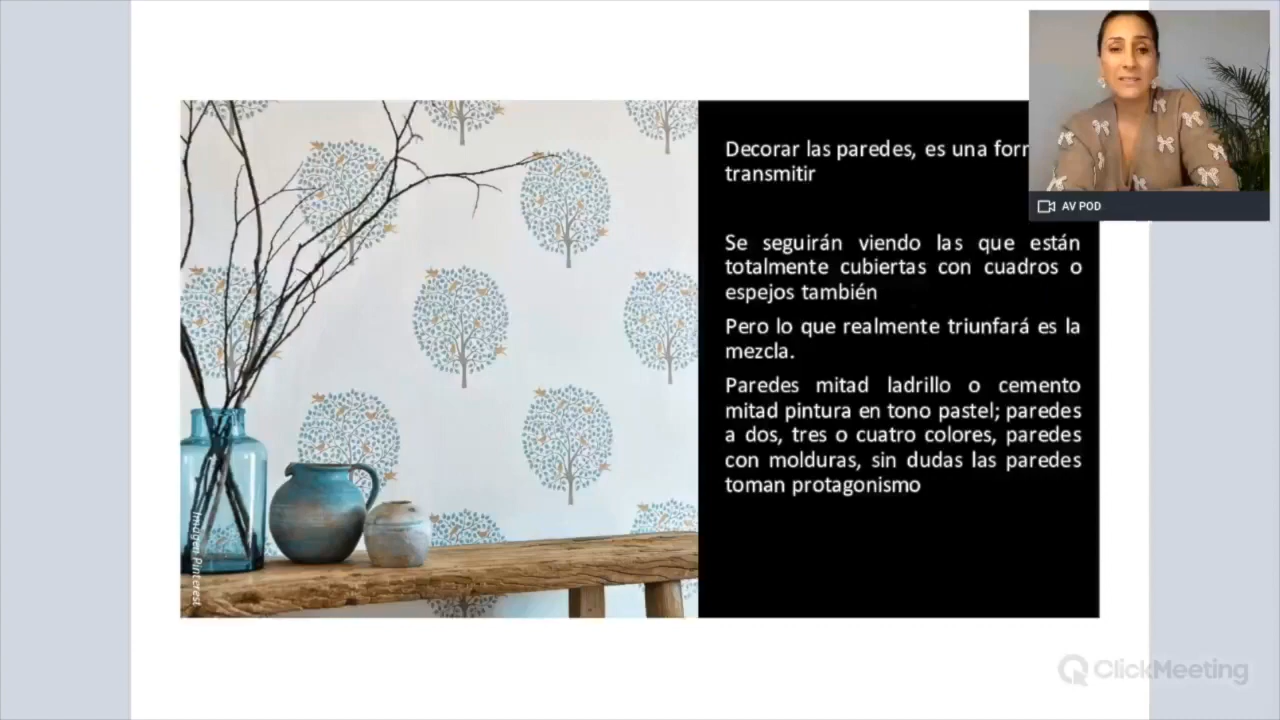 Decorar las paredes, es una
transmitir
Se seguirán viendo las que están
totalmente cubiertas con cuadros o
espejos también
Pero lo que realmente triunfará es la
mezcla.
Paredes mitad ladrillo o cemento
mitad pintura en tono pastel; paredes
a dos, tres o cuatro colores, paredes
con molduras, sin dudas las paredes
toman protagonismo
Imagen Pinterest
AV POD
ClickMeeting